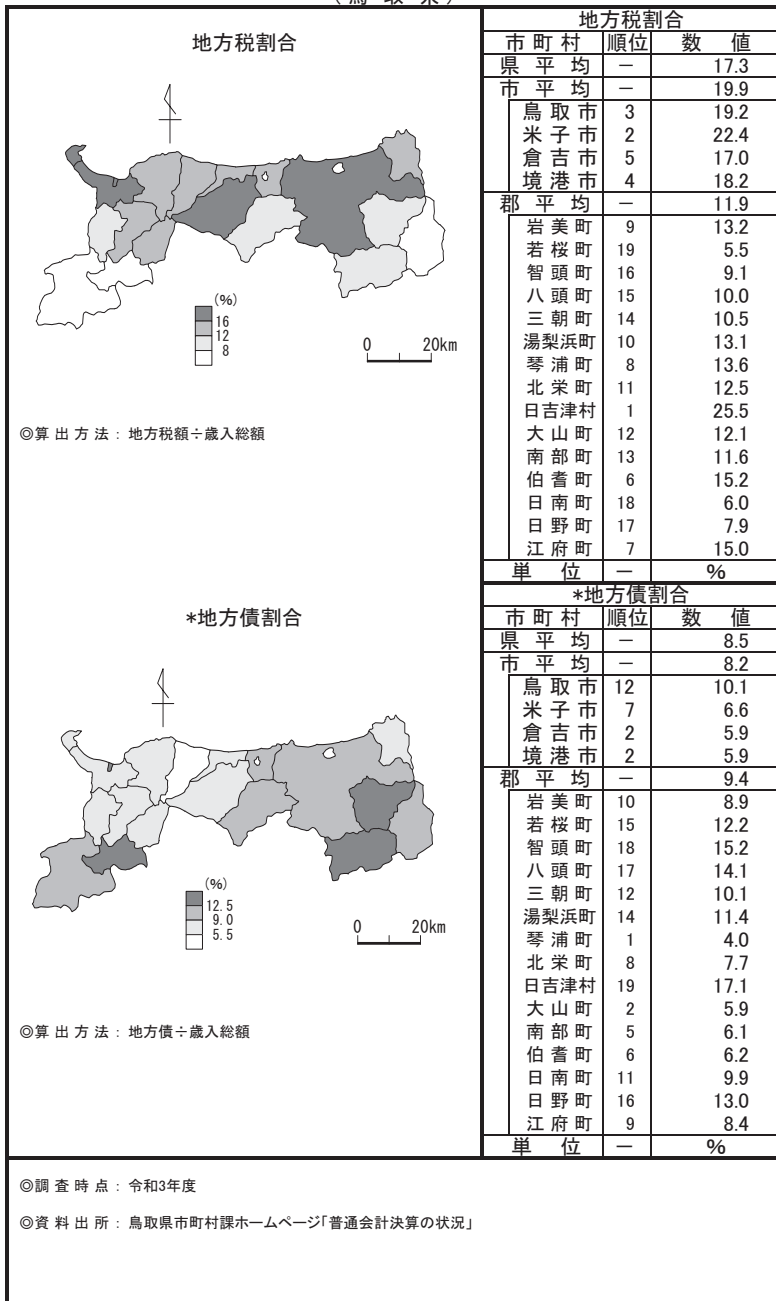 (鳥取県)
地方税割合
(%)
16
12
8
0 20km
◎算出方法：地方税額÷歳入総額
地方税割合
市町村 順位 数値
県平均 － 17.3
市平均 － 19.9
鳥取市 3 19.2
米子市 2 22.4
倉吉市 5 17.0
境港市 4 18.2
郡平均 － 11.9
岩美町 9 13.2
若桜町 19 5.5
智頭町 16 9.1
八頭町 15 10.0
三朝町 14 10.5
湯梨浜町 10 13.1
琴浦町 8 13.6
北栄町 11 12.5
日吉津村 1 25.5
大山町 12 12.1
南部町 13 11.6
伯耆町 6 15.2
日南町 18 6.0
日野町 17 7.9
江府町 7 15.0
単位 － %
*地方債割合
(%)
12.5
9.0
5.5
0 20km
◎算出方法：地方債÷歳入総額
*地方債割合
市町村 順位 数値
県平均 － 8.5
市平均 － 8.2
鳥取市 12 10.1
米子市 7 6.6
倉吉市 2 5.9
境港市 2 5.9
郡平均 － 9.4
岩美町 10 8.9
若桜町 15 12.2
智頭町 18 15.2
八頭町 17 14.1
三朝町 12 10.1
湯梨浜町 14 11.4
琴浦町 1 4.0
北栄町 8 7.7
日吉津村 19 17.1
大山町 2 5.9
南部町 5 6.1
伯耆町 6 6.2
日南町 11 9.9
日野町 16 13.0
江府町 9 8.4
単位 － %
◎調査時点：令和3年度
◎資料出所：鳥取県市町村課ホームページ「普通会計決算の状況」